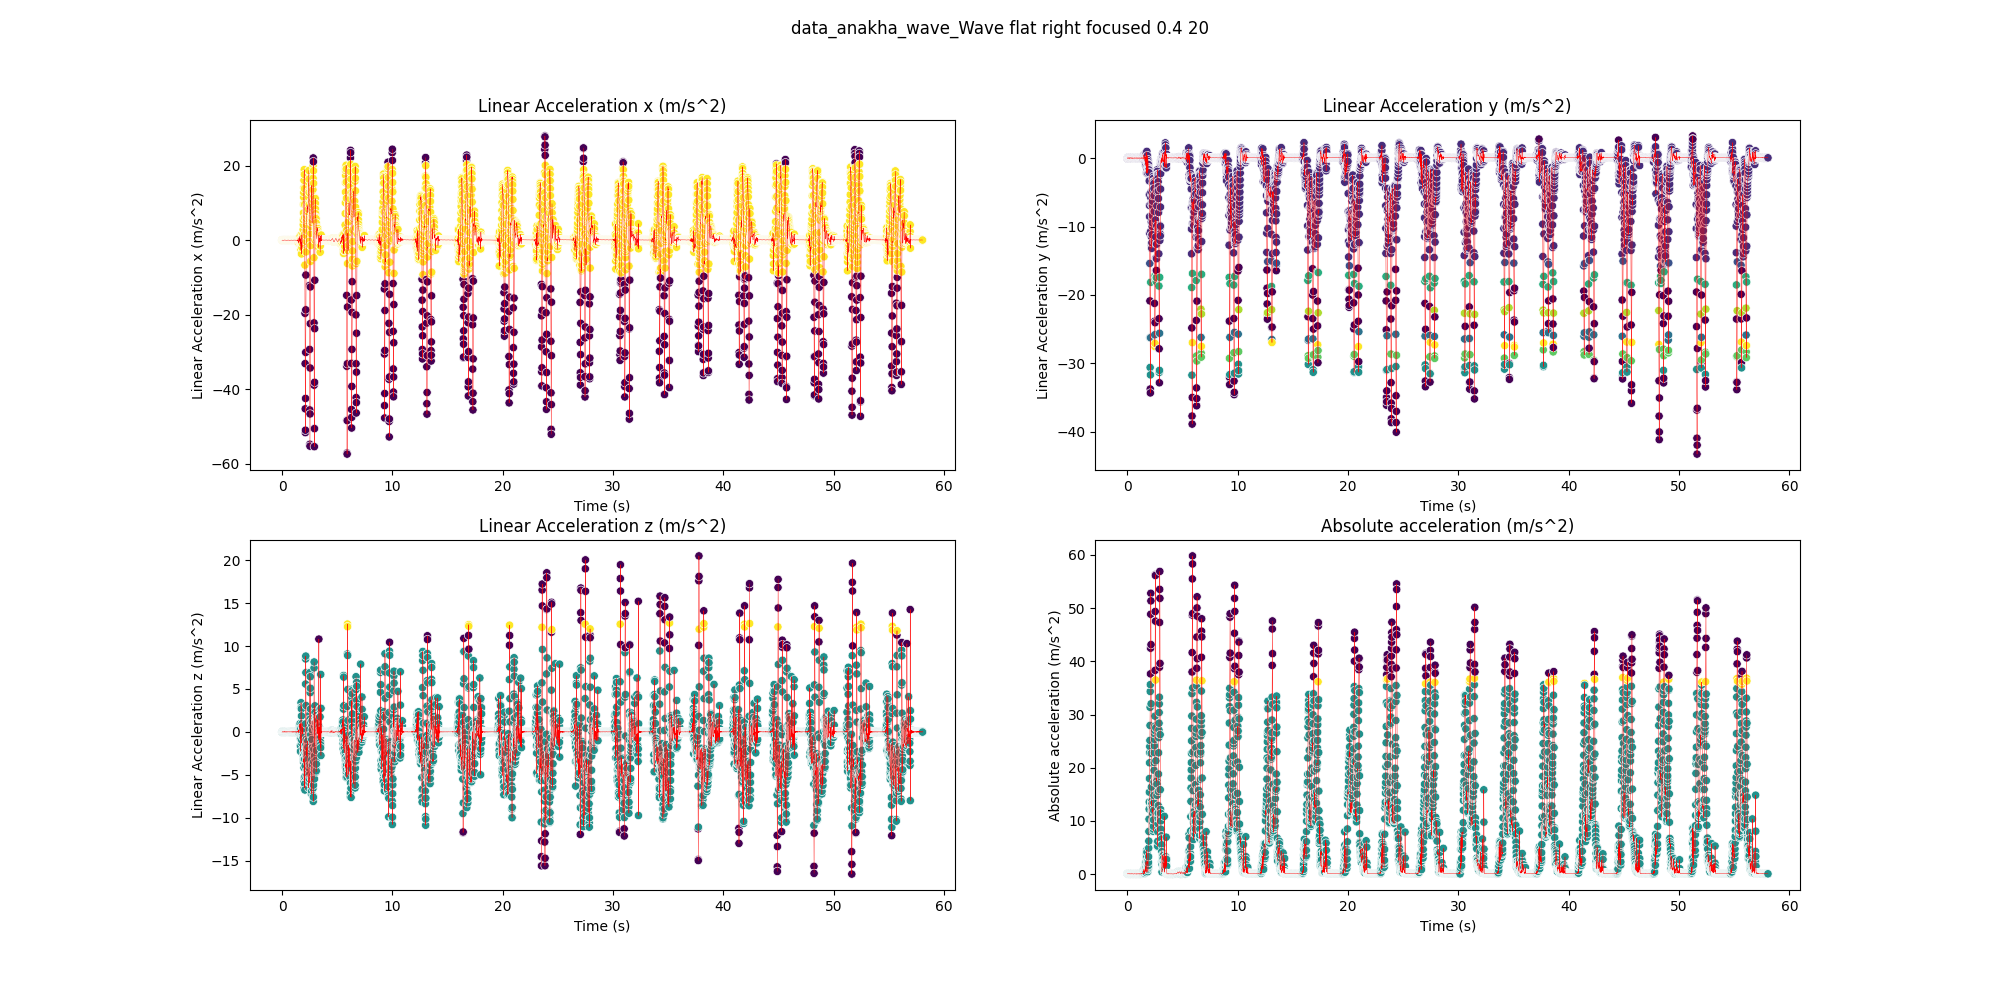 data_anakha_wave_Wave flat right focused 0.4 20
Linear Acceleration x (m/s^2)
Linear Acceleration x (m/s^2)
20
0
−20
−40
−60
0 10 20 30 40 50 60
Time (s)
Linear Acceleration y (m/s^2)
Linear Acceleration y (m/s^2)
0
−10
−20
−30
−40
0 10 20 30 40 50 60
Time (s)
Linear Acceleration z (m/s^2)
Linear Acceleration z (m/s^2)
20
15
10
5
0
−5
−10
−15
0 10 20 30 40 50 60
Time (s)
Absolute acceleration (m/s^2)
Absolute acceleration (m/s^2)
60
50
40
30
20
10
0
0 10 20 30 40 50 60
Time (s)